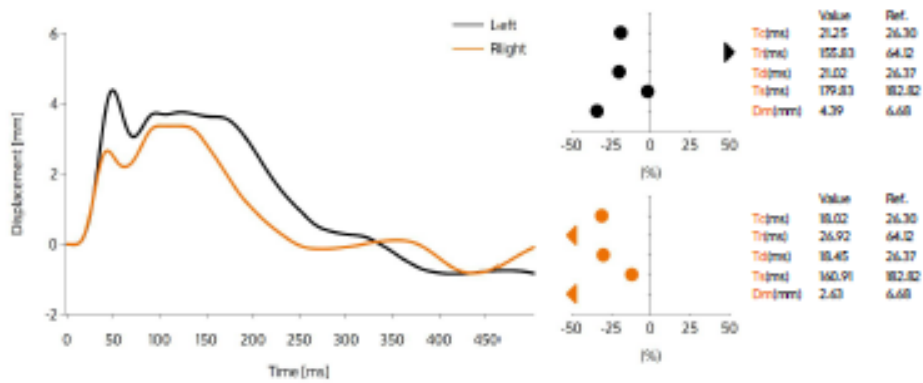 Left
Rlight
6
4
2
0
-2
Displacement [mm]
0 50 100 150 200 250 300 350 400 450
Time [ms]
Value Ref.
Tc(ms) 21.25 26.30
Tr(ms) 155.83 64.12
Td(ms) 21.02 26.37
Ts(ms) 179.83 182.82
Dm(mm) 4.39 6.68
-50 -25 0 25 50
(%)
Value Ref.
Tc(ms) 18.02 26.30
Tr(ms) 26.92 64.12
Td(ms) 18.45 26.37
Ts(ms) 160.91 182.82
Dm(mm) 2.63 6.68
-50 -25 0 25 50
(%)